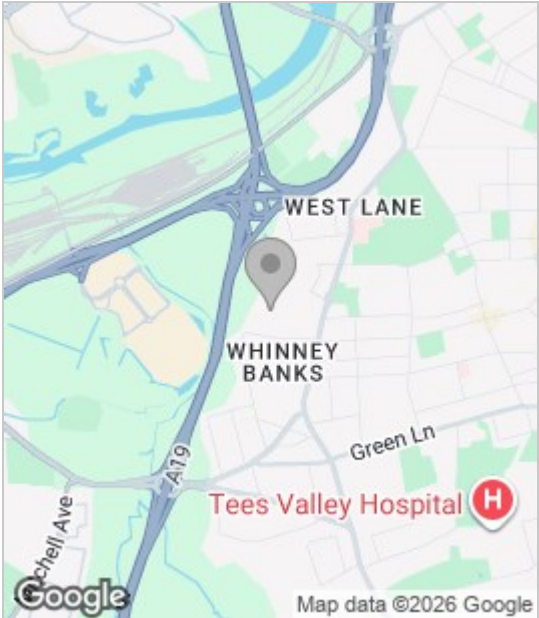 WEST LANE
WHINNEY
BANKS
Green Ln
A19
Tees Valley Hospital
H
Google
Map data ©2026 Google